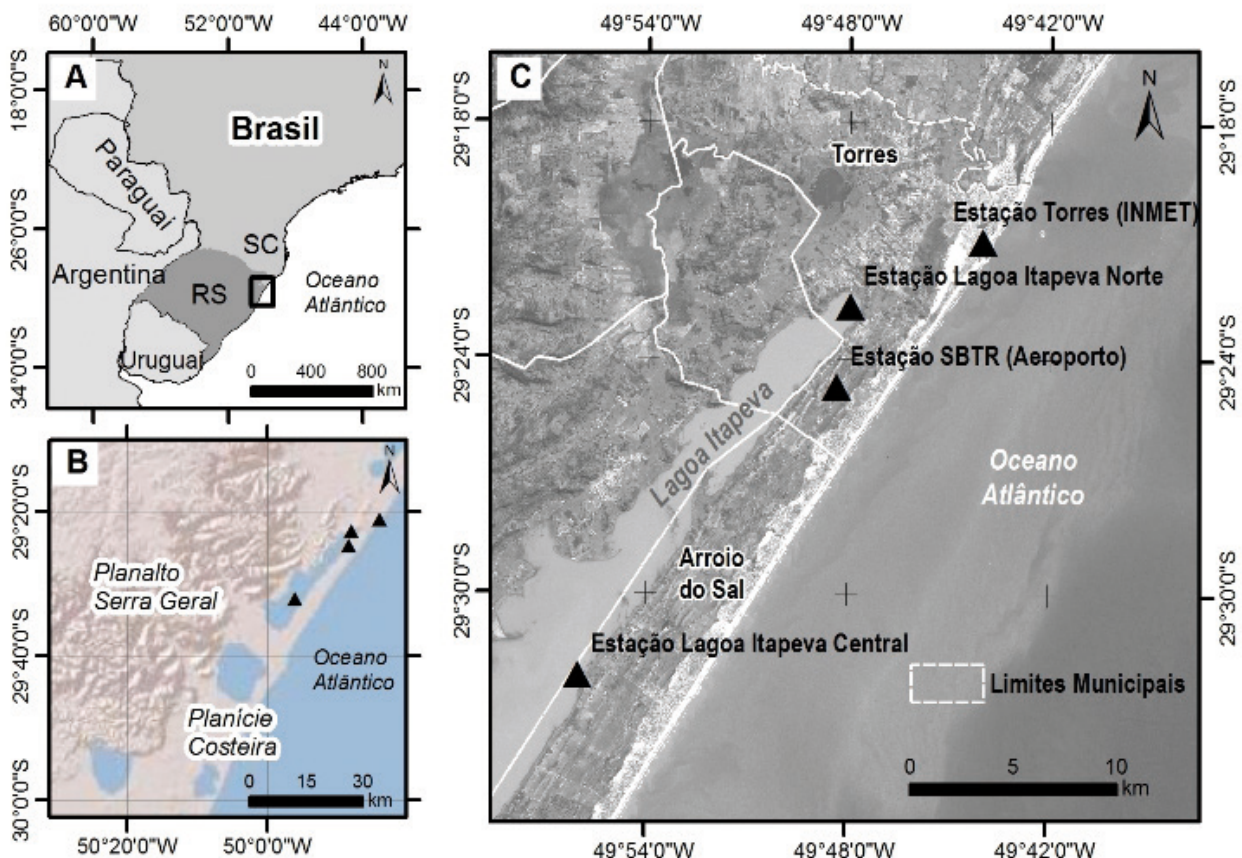 60°0'0"W 52°0'0"W 44°0'0"W
18°0'0"S
26°0'0"S
34°0'0"S
A
N
Brasil
Paraguai
SC
Argentina
RS
Oceano
Atlântico
Uruguai
0 400 800
km
B
N
29°20'0"S
29°40'0"S
30°0'0"S
Planalto
Serra Geral
Oceano
Atlântico
Planície
Costeira
0 15 30
km
50°20'0"W 50°0'0"W
49°54'0"W 49°48'0"W 49°42'0"W
C
N
29°18'0"S
29°18'0"S
Torres
Estação Torres (INMET)
Estação Lagoa Itapeva Norte
29°24'0"S
29°24'0"S
Estação SBTR (Aeroporto)
Lagoa Itapeva
Oceano
Atlântico
Arroio
do Sal
29°30'0"S
29°30'0"S
Estação Lagoa Itapeva Central
Limites Municipais
0 5 10
km
49°54'0"W 49°48'0"W 49°42'0"W